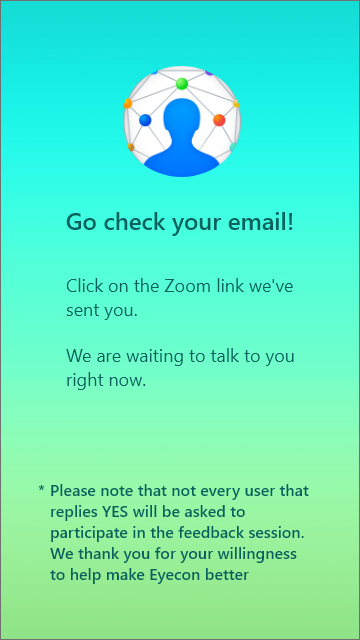 Go check your email!
Click on the Zoom link we've
sent you.
We are waiting to talk to you
right now.
* Please note that not every user that
replies YES will be asked to
participate in the feedback session.
We thank you for your willingness
to help make Eyecon better